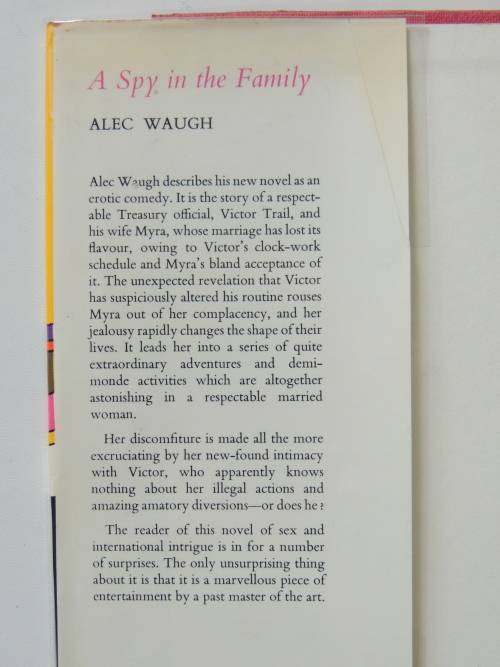 A Spy in the Family
ALEC WAUGH
Alec Waugh describes his new novel as an
erotic comedy. It is the story of a respect-
able Treasury official, Victor Trail, and
his wife Myra, whose marriage has lost its
flavour, owing to Victor's clock-work
schedule and Myra's bland acceptance of
it. The unexpected revelation that Victor
has suspiciously altered his routine rouses
Myra out of her complacency, and her
jealousy rapidly changes the shape of their
lives. It leads her into a series of quite
extraordinary adventures and demi-
monde activities which are altogether
astonishing in a respectable married
woman.
Her discomfiture is made all the more
excruciating by her new-found intimacy
with Victor, who apparently knows
nothing about her illegal actions and
amazing amatory diversions—or does he?
The reader of this novel of sex and
international intrigue is in for a number
of surprises. The only unsurprising thing
about it is that it is a marvellous piece of
entertainment by a past master of the art.